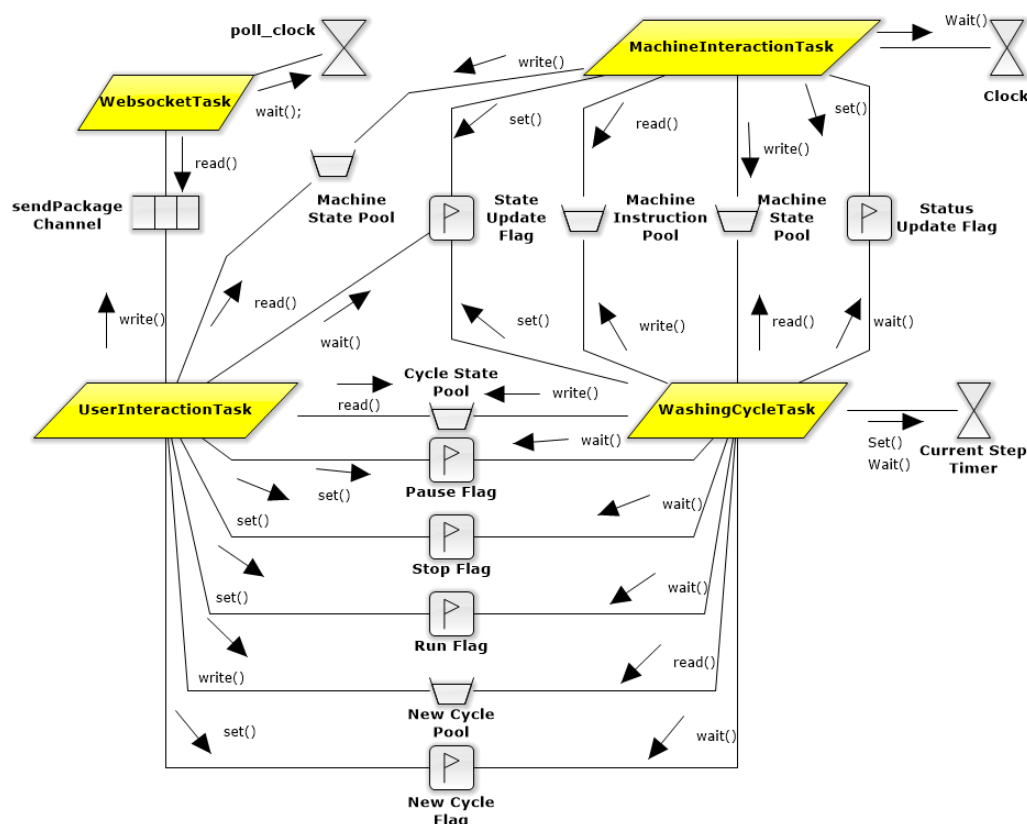 poll_clock
MachineInteractionTask
Wait()
Clock
write()
WebsocketTask
wait();
set()
read()
set()
write()
read()
sendPackage
Channel
Machine
State Pool
State
Update
Flag
Machine
Instruction
Pool
Machine
State
Pool
Status
Update Flag
write()
read()
wait()
set()
write()
read()
wait()
UserInteractionTask
Cycle State
Pool
read()
write()
WashingCycleTask
Set()
Wait()
Current Step
Timer
wait()
set()
Pause Flag
set()
wait()
Stop Flag
set()
wait()
Run Flag
write()
read()
New Cycle
Pool
set()
wait()
New Cycle
Flag